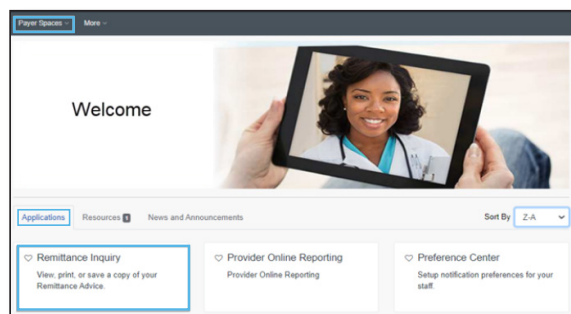 Payer Spaces More
Welcome
Applications Resources 1 News and Announcements Sort By Z-A
Remittance Inquiry
View, print, or save a copy of your
Remittance Advice.
Provider Online Reporting
Provider Online Reporting
Preference Center
Setup notification preferences for your
staff.